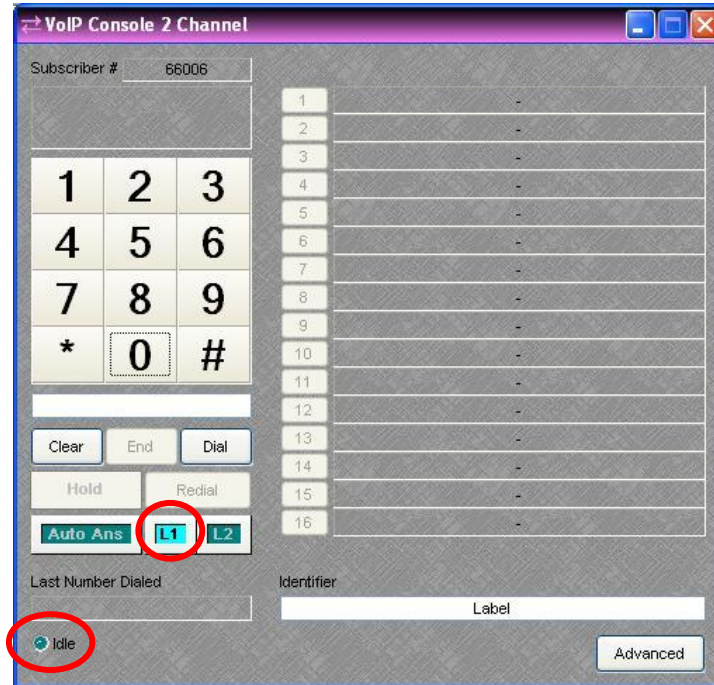 VoIP Console 2 Channel
Subscriber # 66006
1 -
2 -
3 -
4 -
5 -
6 -
7 -
8 -
9 -
10 -
11 -
12 -
13 -
14 -
15 -
16 -
1 2 3
4 5 6
7 8 9
* 0 #
Clear End Dial
Hold Redial
Auto Ans L1 L2
Last Number Dialed
Identifier
Label
Idle
Advanced